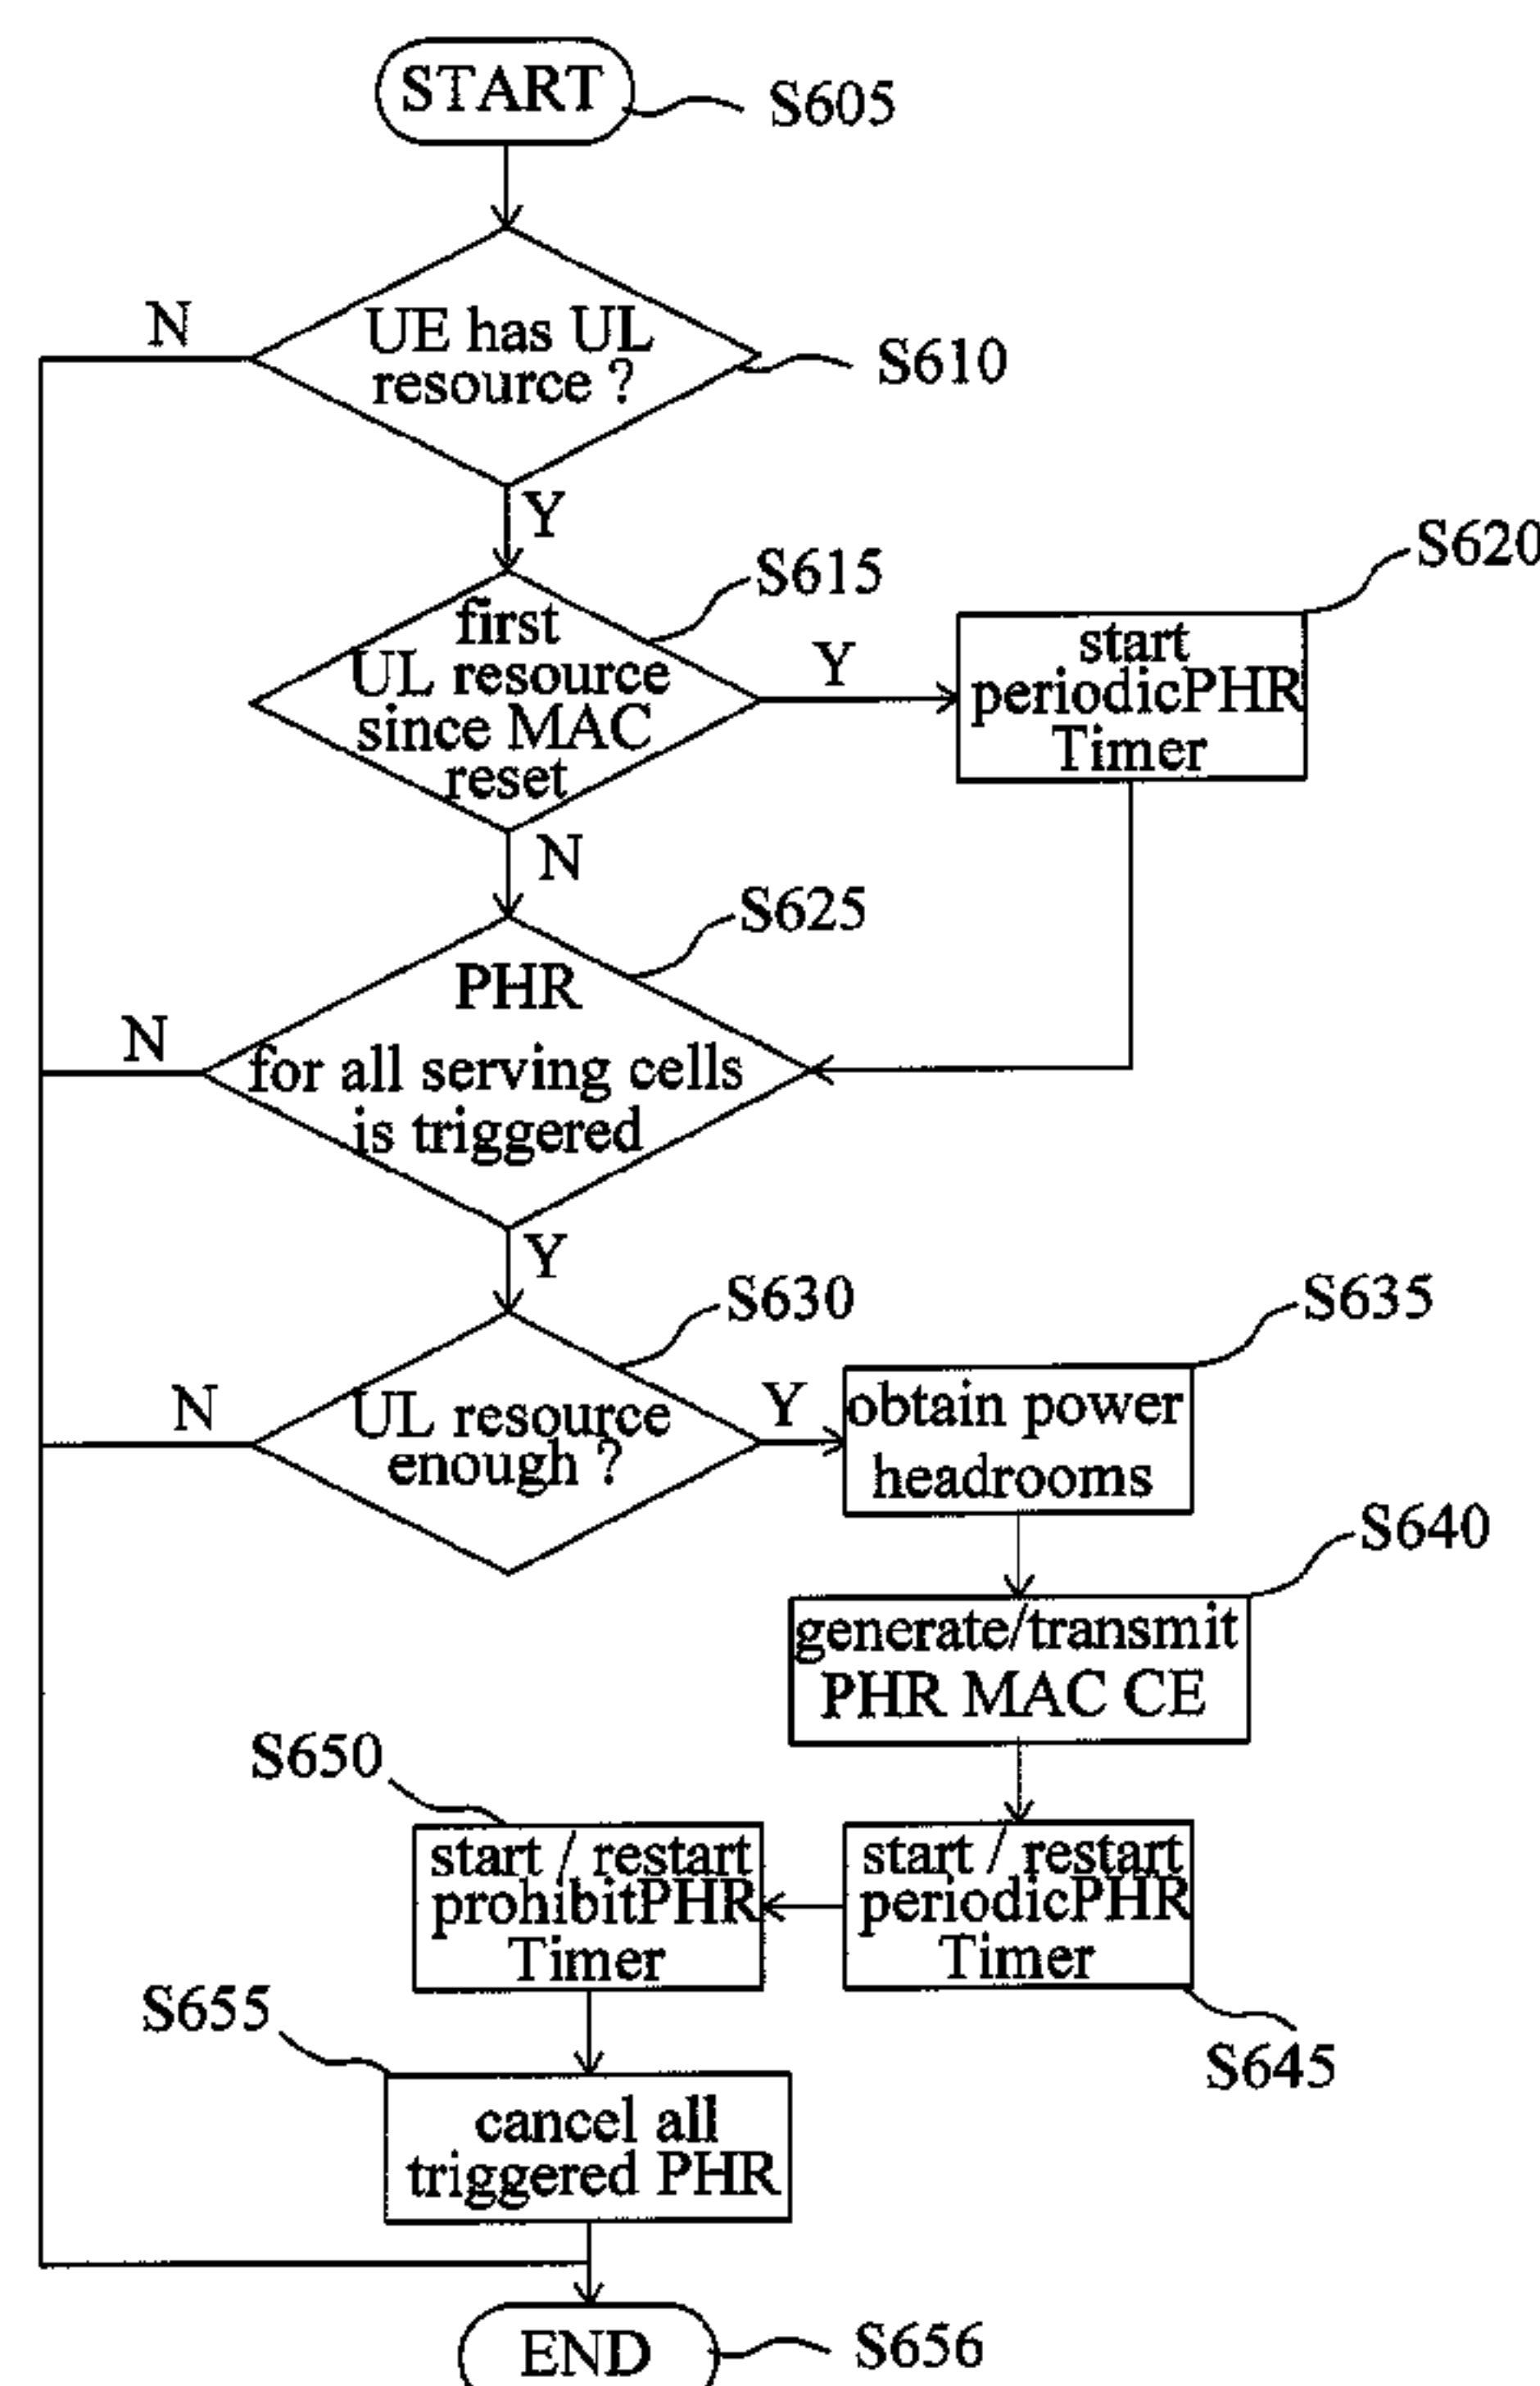 START
S605
N
UE has UL
resource ?
S610
Y
S615
first
UL resource
since MAC
reset
Y
S620
start
periodicPHR
Timer
N
S625
PHR
for all serving cells
is triggered
N
Y
S630
UL resource
enough ?
N
Y
S635
obtain power
headrooms
S640
generate/transmit
PHR MAC CE
S650
start / restart
prohibitPHR
Timer
start / restart
periodicPHR
Timer
S645
S655
cancel all
triggered PHR
END
S656